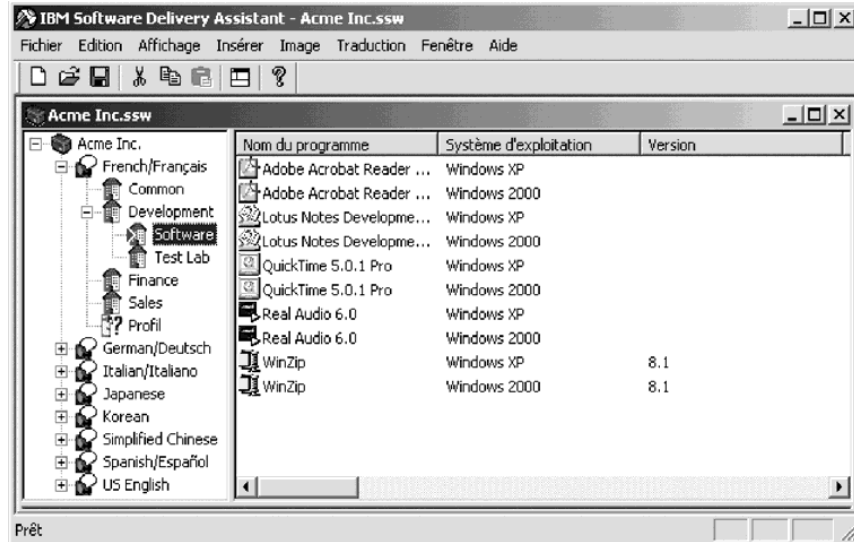 IBM Software Delivery Assistant - Acme Inc.ssw
Fichier Edition Affichage Insérer Image Traduction Fenêtre Aide
Acme Inc.ssw
Acme Inc.
French/Français
Common
Development
Software
Test Lab
Finance
Sales
Profil
German/Deutsch
Italian/Italiano
Japanese
Korean
Simplified Chinese
Spanish/Español
US English
Nom du programme Système d'exploitation Version
Adobe Acrobat Reader ... Windows XP
Adobe Acrobat Reader ... Windows 2000
Lotus Notes Developme... Windows XP
Lotus Notes Developme... Windows 2000
QuickTime 5.0.1 Pro Windows XP
QuickTime 5.0.1 Pro Windows 2000
Real Audio 6.0 Windows XP
Real Audio 6.0 Windows 2000
WinZip Windows XP 8.1
WinZip Windows 2000 8.1
Prêt